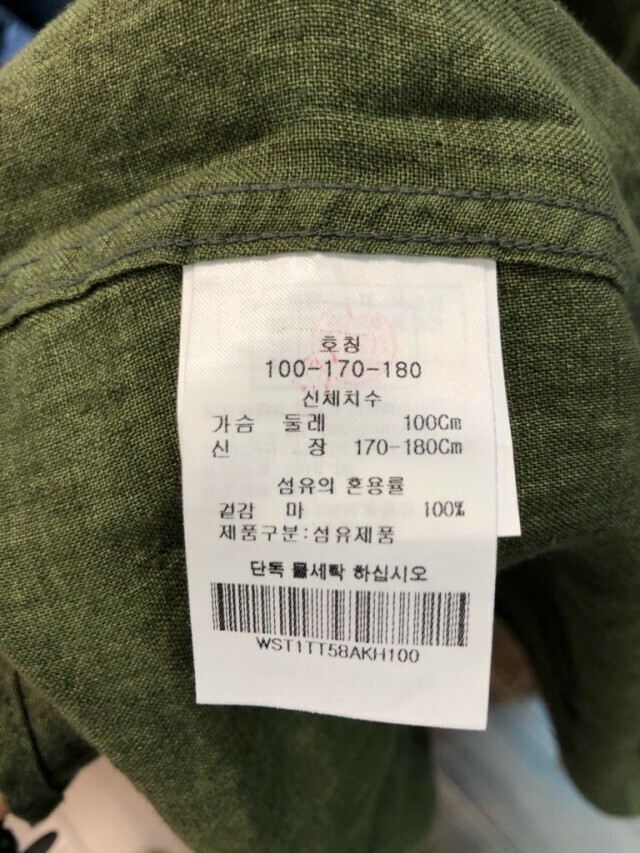 호칭
100-170-180
신체치수
가슴 둘레 100Cm
신 장 170-180Cm
섬유의 혼용률
겉감 마 100%
제품구분:섬유제품
단독 물세탁 하십시오
WST1TT58AKH100